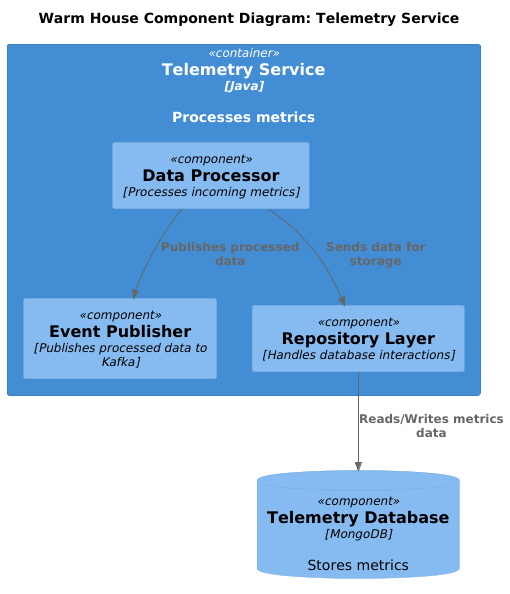 Warm House Component Diagram: Telemetry Service
«container»
Telemetry Service
[Java]
Processes metrics
«component»
Data Processor
[Processes incoming metrics]
Publishes processed
data
Sends data for
storage
«component»
Event Publisher
[Publishes processed data to
Kafka]
«component»
Repository Layer
[Handles database interactions]
Reads/Writes metrics
data
«component»
Telemetry Database
[MongoDB]
Stores metrics